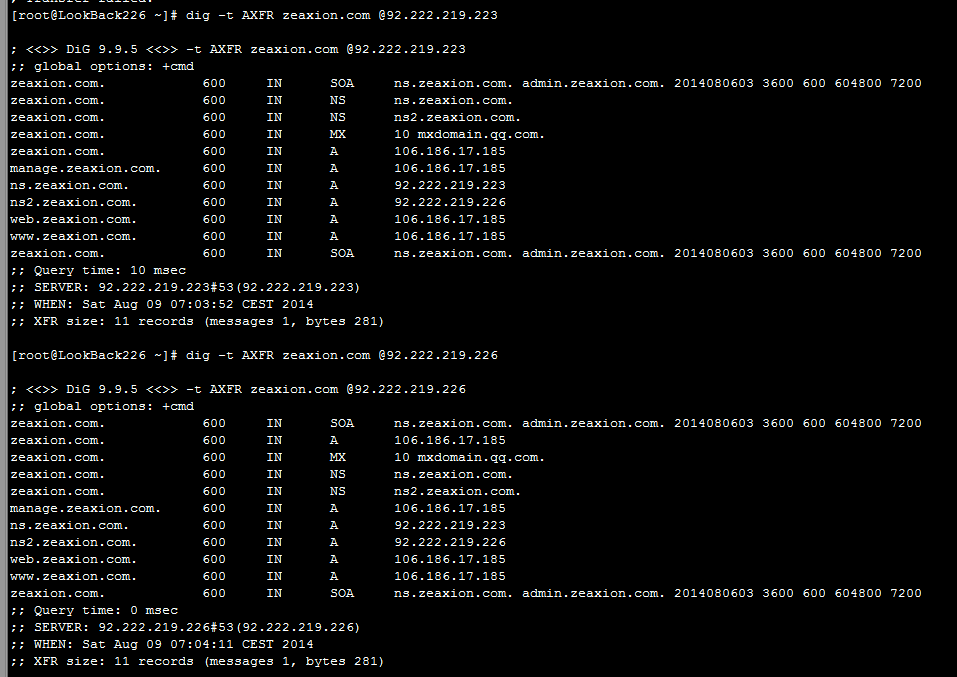 ; Transfer failed.
[root@LookBack226 ~]# dig -t AXFR zeaxion.com @92.222.219.223
; <<>> DiG 9.9.5 <<>> -t AXFR zeaxion.com @92.222.219.223
;; global options: +cmd
zeaxion.com. 600 IN SOA ns.zeaxion.com. admin.zeaxion.com. 2014080603 3600 600 604800 7200
zeaxion.com. 600 IN NS ns.zeaxion.com.
zeaxion.com. 600 IN NS ns2.zeaxion.com.
zeaxion.com. 600 IN MX 10 mxdomain.qq.com.
zeaxion.com. 600 IN A 106.186.17.185
manage.zeaxion.com. 600 IN A 106.186.17.185
ns.zeaxion.com. 600 IN A 92.222.219.223
ns2.zeaxion.com. 600 IN A 92.222.219.226
web.zeaxion.com. 600 IN A 106.186.17.185
www.zeaxion.com. 600 IN A 106.186.17.185
zeaxion.com. 600 IN SOA ns.zeaxion.com. admin.zeaxion.com. 2014080603 3600 600 604800 7200
;; Query time: 10 msec
;; SERVER: 92.222.219.223#53(92.222.219.223)
;; WHEN: Sat Aug 09 07:03:52 CEST 2014
;; XFR size: 11 records (messages 1, bytes 281)
[root@LookBack226 ~]# dig -t AXFR zeaxion.com @92.222.219.226
; <<>> DiG 9.9.5 <<>> -t AXFR zeaxion.com @92.222.219.226
;; global options: +cmd
zeaxion.com. 600 IN SOA ns.zeaxion.com. admin.zeaxion.com. 2014080603 3600 600 604800 7200
zeaxion.com. 600 IN A 106.186.17.185
zeaxion.com. 600 IN MX 10 mxdomain.qq.com.
zeaxion.com. 600 IN NS ns.zeaxion.com.
zeaxion.com. 600 IN NS ns2.zeaxion.com.
manage.zeaxion.com. 600 IN A 106.186.17.185
ns.zeaxion.com. 600 IN A 92.222.219.223
ns2.zeaxion.com. 600 IN A 92.222.219.226
web.zeaxion.com. 600 IN A 106.186.17.185
www.zeaxion.com. 600 IN A 106.186.17.185
zeaxion.com. 600 IN SOA ns.zeaxion.com. admin.zeaxion.com. 2014080603 3600 600 604800 7200
;; Query time: 0 msec
;; SERVER: 92.222.219.226#53(92.222.219.226)
;; WHEN: Sat Aug 09 07:04:11 CEST 2014
;; XFR size: 11 records (messages 1, bytes 281)